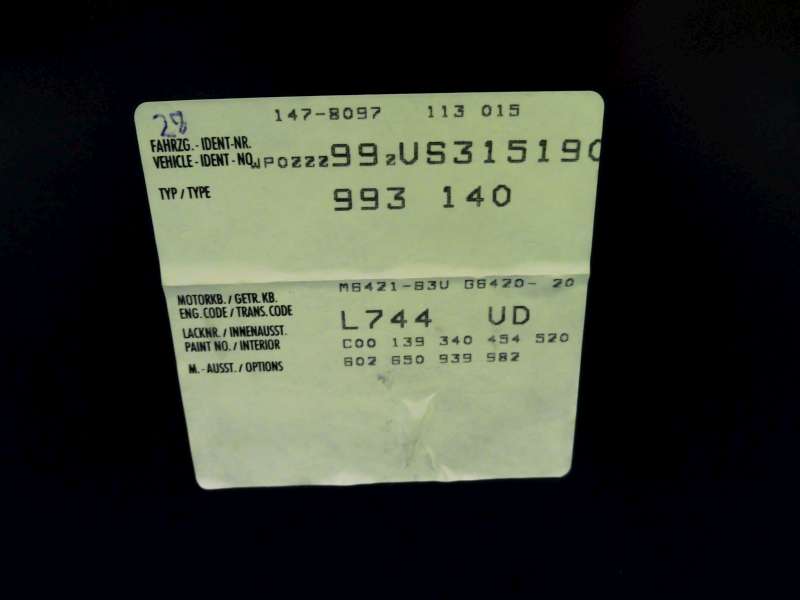 147-8097 113 015
28
FAHRZG.-IDENT-NR.
VEHICLE-IDENT-NO. WP0ZZZ99ZVS315190
TYP / TYPE 993 140
MOTORKB. / GETR. KB. M6421-63V G6420- 20
ENG. CODE / TRANS. CODE
LACKNR. / INNENAUSST. L744 UD
PAINT NO. / INTERIOR C00 139 340 454 520
M.-AUSST. / OPTIONS 602 650 939 982